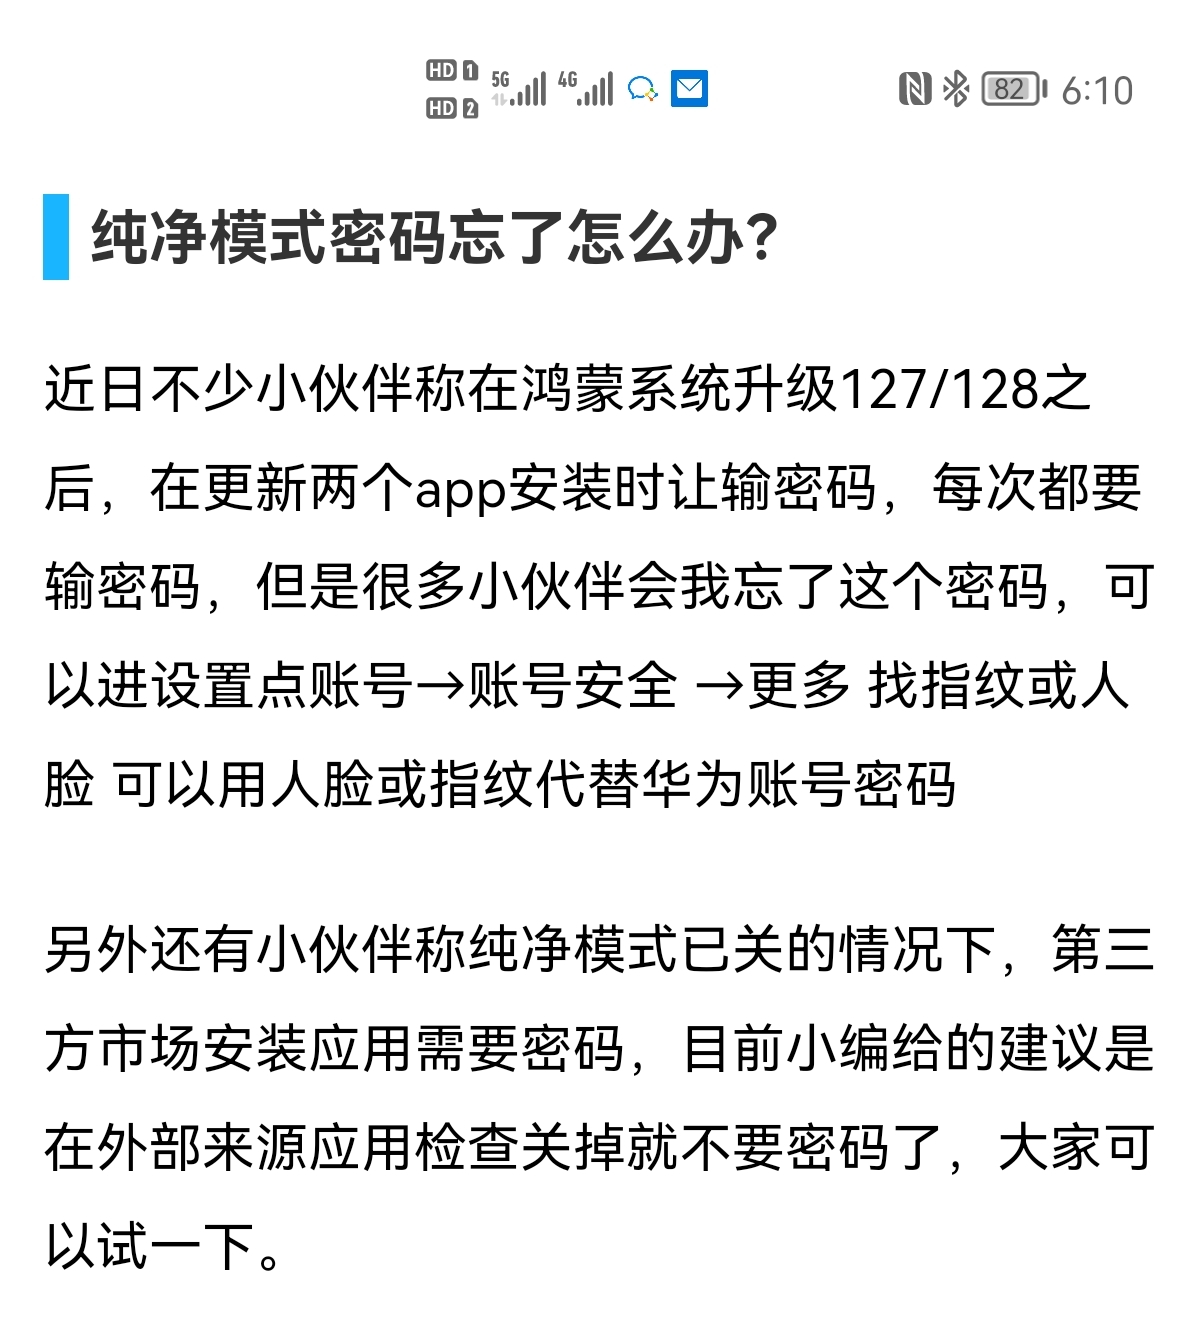 HD 1 5G 4G 82 6:10
HD 2
纯净模式密码忘了怎么办?
近日不少小伙伴称在鸿蒙系统升级127/128之
后，在更新两个app安装时让输密码，每次都要
输密码，但是很多小伙伴会我忘了这个密码，可
以进设置点账号→账号安全 →更多 找指纹或人
脸 可以用人脸或指纹代替华为账号密码
另外还有小伙伴称纯净模式已关的情况下，第三
方市场安装应用需要密码，目前小编给的建议是
在外部来源应用检查关掉就不要密码了，大家可
以试一下。